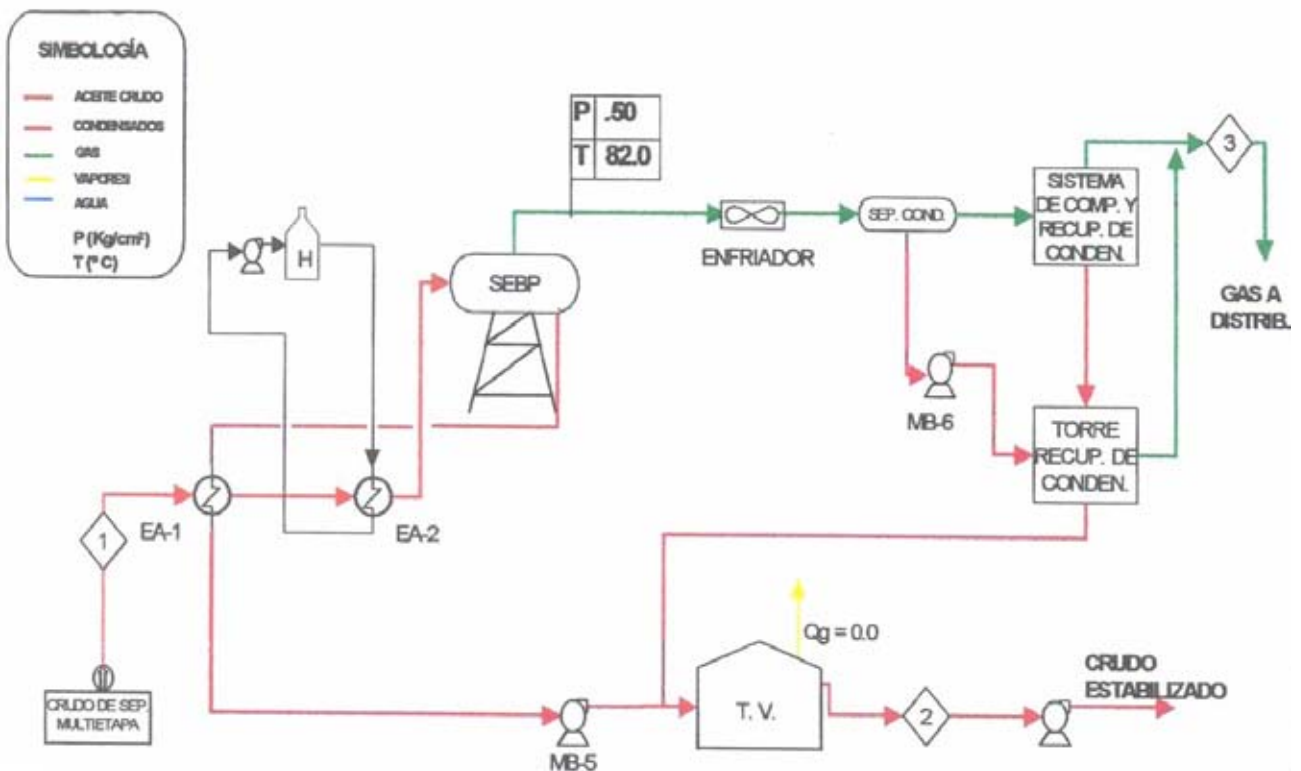 SIMBOLOGÍA
ACEITE CRUDO
CONDENSADOS
GAS
VAPORES
AGUA
P (Kg/cm²)
T (° C)
P .50
T 82.0
H
SEBP
ENFRIADOR
SEP. COND.
SISTEMA
DE COMP. Y
RECUP. DE
CONDEN.
3
GAS A
DISTRIB.
MB-6
TORRE
RECUP. DE
CONDEN.
1
EA-1
EA-2
CRUDO DE SEP.
MULTIETAPA
MB-5
T. V.
Qg = 0.0
2
CRUDO
ESTABILIZADO